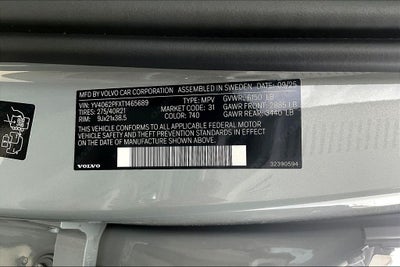 MFD BY VOLVO CAR CORPORATION ASSEMBLED IN SWEDEN DATE: 09/25
VIN: YV4062PFXT1465689 TYPE: MPV GVWR: 6150 LB
TIRES: 275/40R21 MARKET CODE: 31 GAWR FRONT: 2885 LB
RIM: 9Jx21x38.5 COLOR: 740 GAWR REAR: 3440 LB
THIS VEHICLE CONFORMS TO ALL APPLICABLE FEDERAL MOTOR
VEHICLE SAFETY AND THEFT PREVENTION STANDARDS IN EFFECT
ON THE DATE OF MANUFACTURE SHOWN ABOVE.
VOLVO 32390594